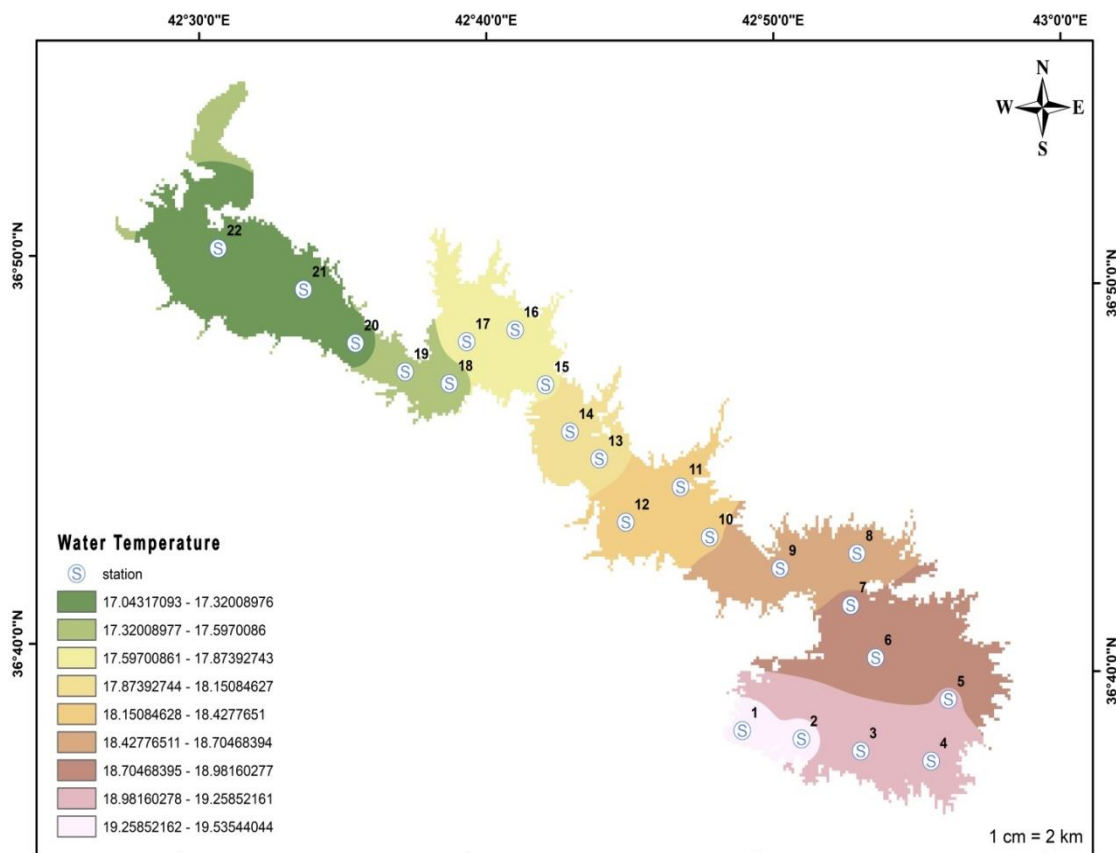 42°30'0"E 42°40'0"E 42°50'0"E 43°0'0"E
N
W E
S
36°50'0"N
36°50'0"N
36°40'0"N
36°40'0"N
22
S
21
S
20
S
19
S
18
S
17
S
16
S
15
S
14
S
13
S
12
S
11
S
10
S
9
S
8
S
7
S
6
S
5
S
4
S
3
S
2
S
1
S
Water Temperature
S station
17.04317093 - 17.32008976
17.32008977 - 17.5970086
17.59700861 - 17.87392743
17.87392744 - 18.15084627
18.15084628 - 18.4277651
18.42776511 - 18.70468394
18.70468395 - 18.98160277
18.98160278 - 19.25852161
19.25852162 - 19.53544044
1 cm = 2 km